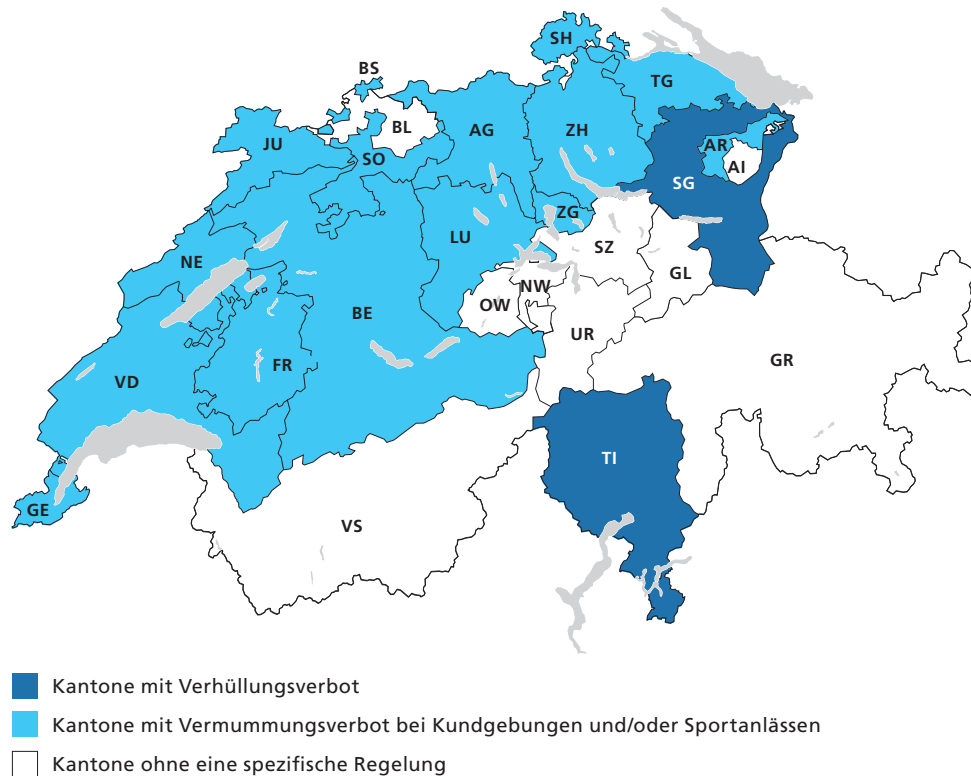 SH
BS
TG
BL
AG
ZH
JU
SO
AR
AI
SG
ZG
LU
SZ
NE
GL
NW
OW
BE
UR
GR
FR
VD
TI
GE
VS
Kantone mit Verhüllungsverbot
Kantone mit Vermummungsverbot bei Kundgebungen und/oder Sportanlässen
Kantone ohne eine spezifische Regelung